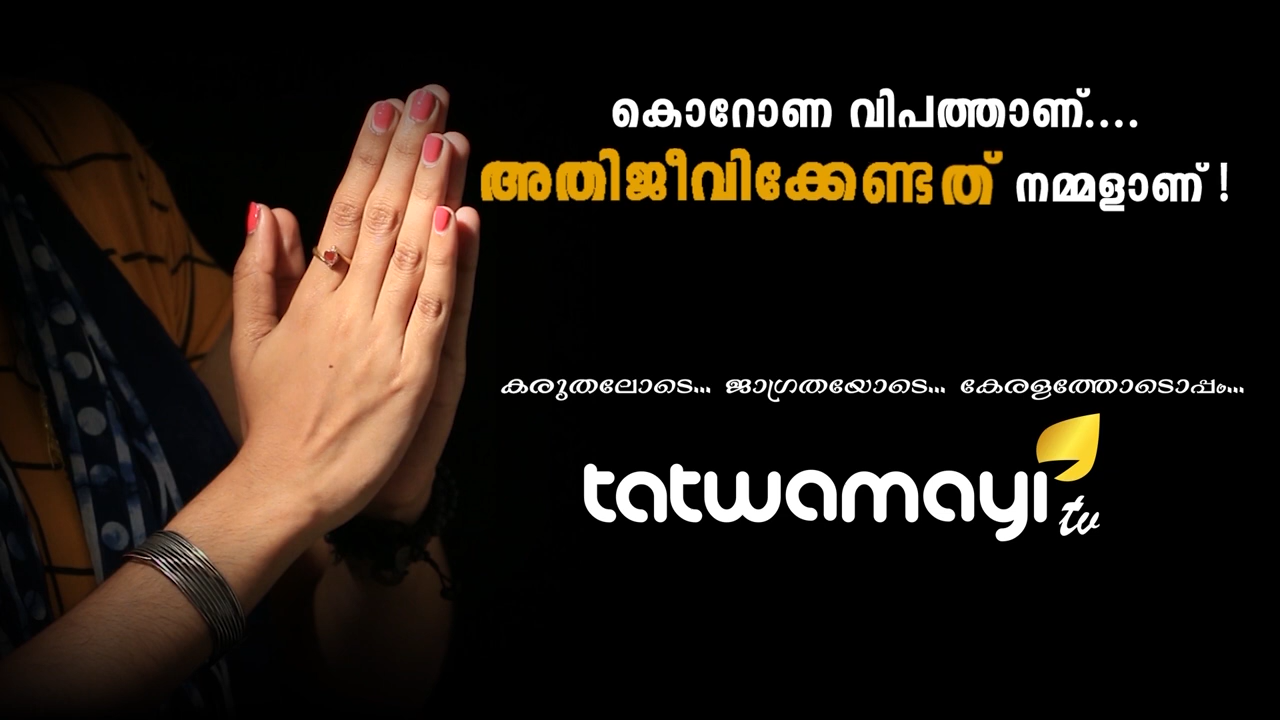 കൊറോണ വിപത്താണ്....
അതിജീവിക്കേണ്ടത് നമ്മളാണ് !
കരുതലോടെ... ജാഗ്രതയോടെ... കേരളത്തോടൊപ്പം...
tatwamayi
tv